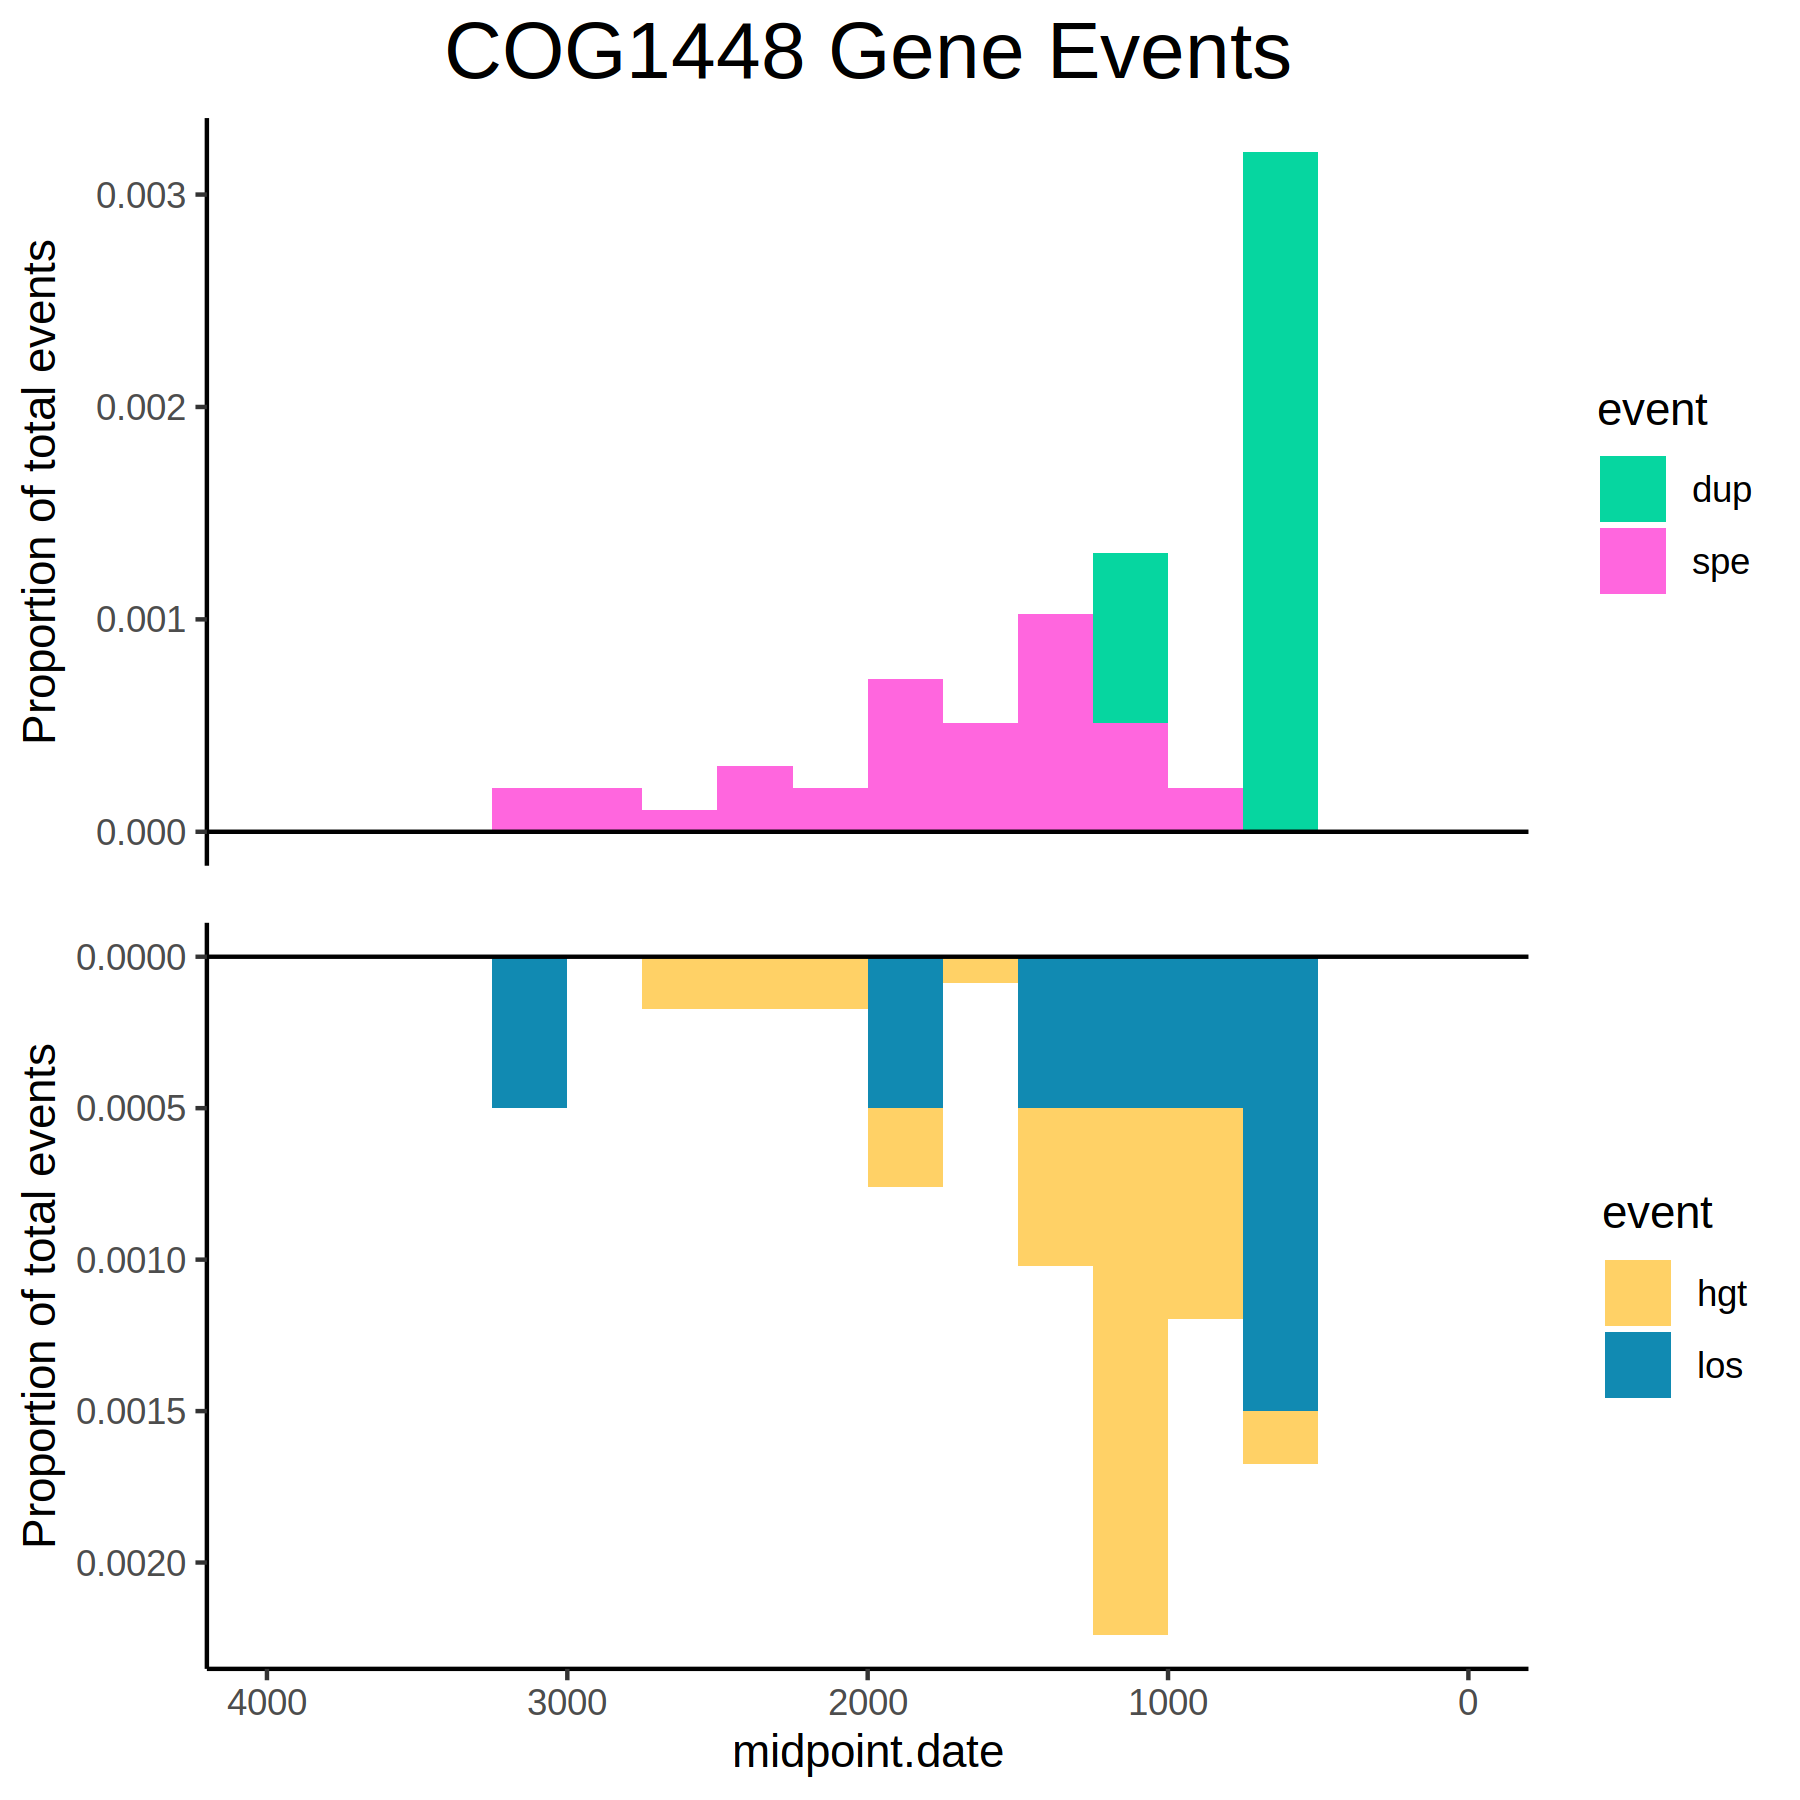 COG1448 Gene Events
Proportion of total events
0.003
0.002
0.001
0.000
event
dup
spe
Proportion of total events
0.0000
0.0005
0.0010
0.0015
0.0020
event
hgt
los
4000 3000 2000 1000 0
midpoint.date